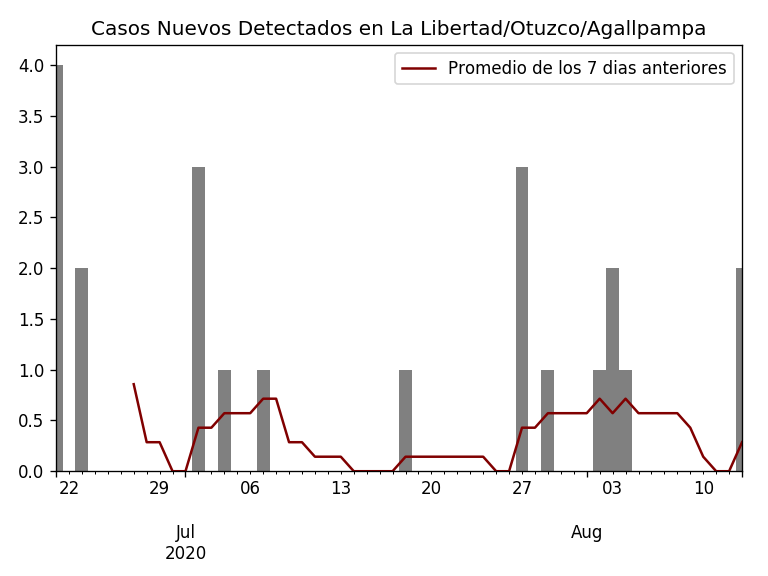 Casos Nuevos Detectados en La Libertad/Otuzco/Agallpampa
Promedio de los 7 dias anteriores
4.0
3.5
3.0
2.5
2.0
1.5
1.0
0.5
0.0
22 29 06 13 20 27 03 10
Jul Aug
2020